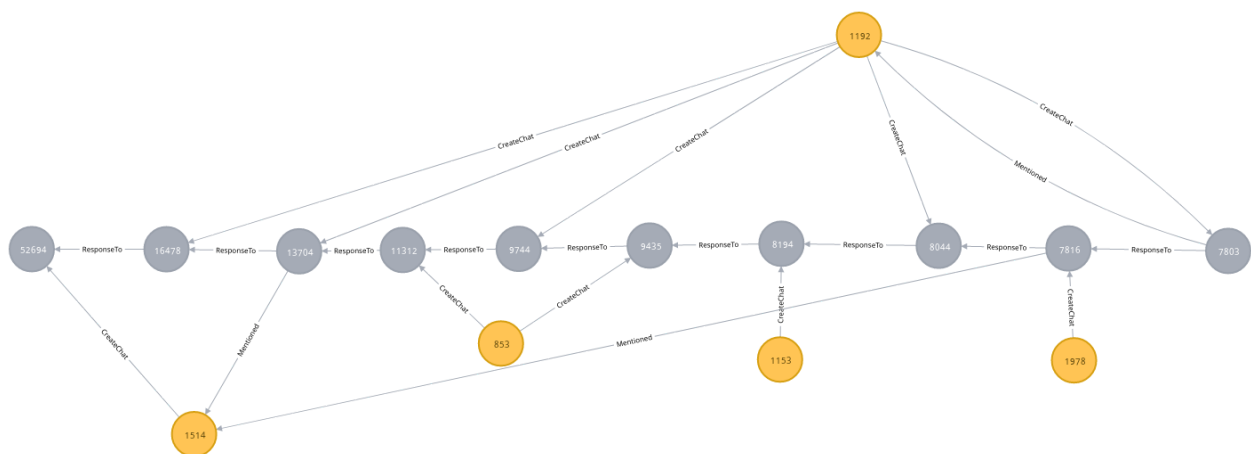 1192
CreateChat
CreateChat
CreateChat
CreateChat
CreateChat
Mentioned
52694
ResponseTo
16478
ResponseTo
13704
ResponseTo
11312
ResponseTo
9744
ResponseTo
9435
ResponseTo
8194
ResponseTo
8044
ResponseTo
7816
ResponseTo
7803
CreateChat
Mentioned
CreateChat
CreateChat
CreateChat
CreateChat
Mentioned
853
1153
1978
1514